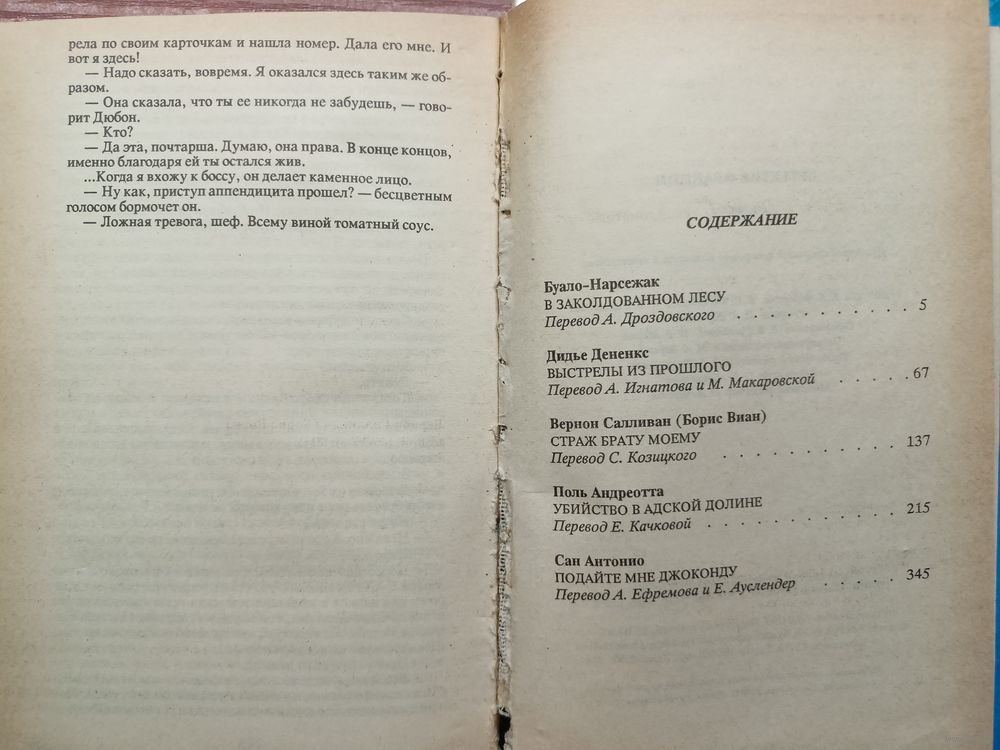 рела по своим карточкам и нашла номер. Дала его мне. И
вот я здесь!
— Надо сказать, вовремя. Я оказался здесь таким же об-
разом.
— Она сказала, что ты ее никогда не забудешь, — гово-
рит Дюбон.
— Кто?
— Да эта, почтарша. Думаю, она права. В конце концов,
именно благодаря ей ты остался жив.
...Когда я вхожу к боссу, он делает каменное лицо.
— Ну как, приступ аппендицита прошел? — бесцветным
голосом бормочет он.
— Ложная тревога, шеф. Всему виной томатный соус.
СОДЕРЖАНИЕ
Буало-Нарсежак
В ЗАКОЛДОВАННОМ ЛЕСУ
Перевод А. Дроздовского . . . . . . . . . . 5
Дидье Дененкс
ВЫСТРЕЛЫ ИЗ ПРОШЛОГО
Перевод А. Игнатова и М. Макаровской . . . . . 67
Вернон Салливан (Борис Виан)
СТРАЖ БРАТУ МОЕМУ
Перевод С. Козицкого . . . . . . . . . . 137
Поль Андреотта
УБИЙСТВО В АДСКОЙ ДОЛИНЕ
Перевод Е. Качковой . . . . . . . . . . . 215
Сан Антонио
ПОДАЙТЕ МНЕ ДЖОКОНДУ
Перевод А. Ефремова и Е. Ауслендер . . . . . 345